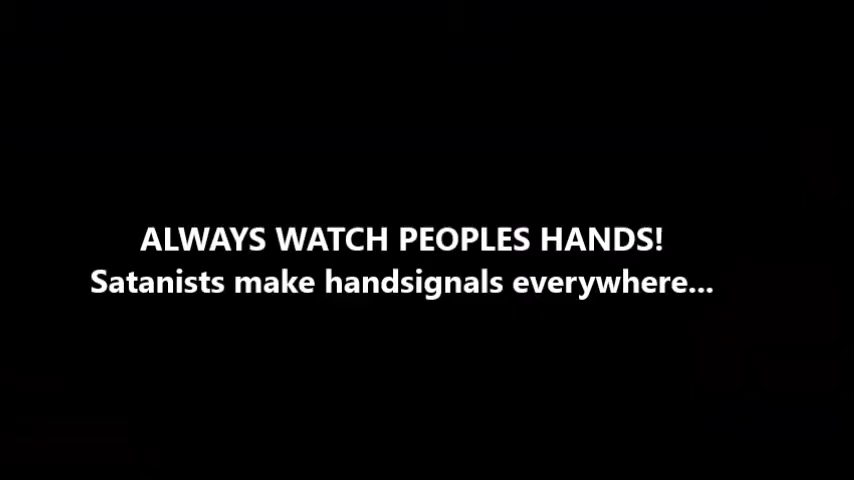 ALWAYS WATCH PEOPLES HANDS!
Satanists make handsignals everywhere...